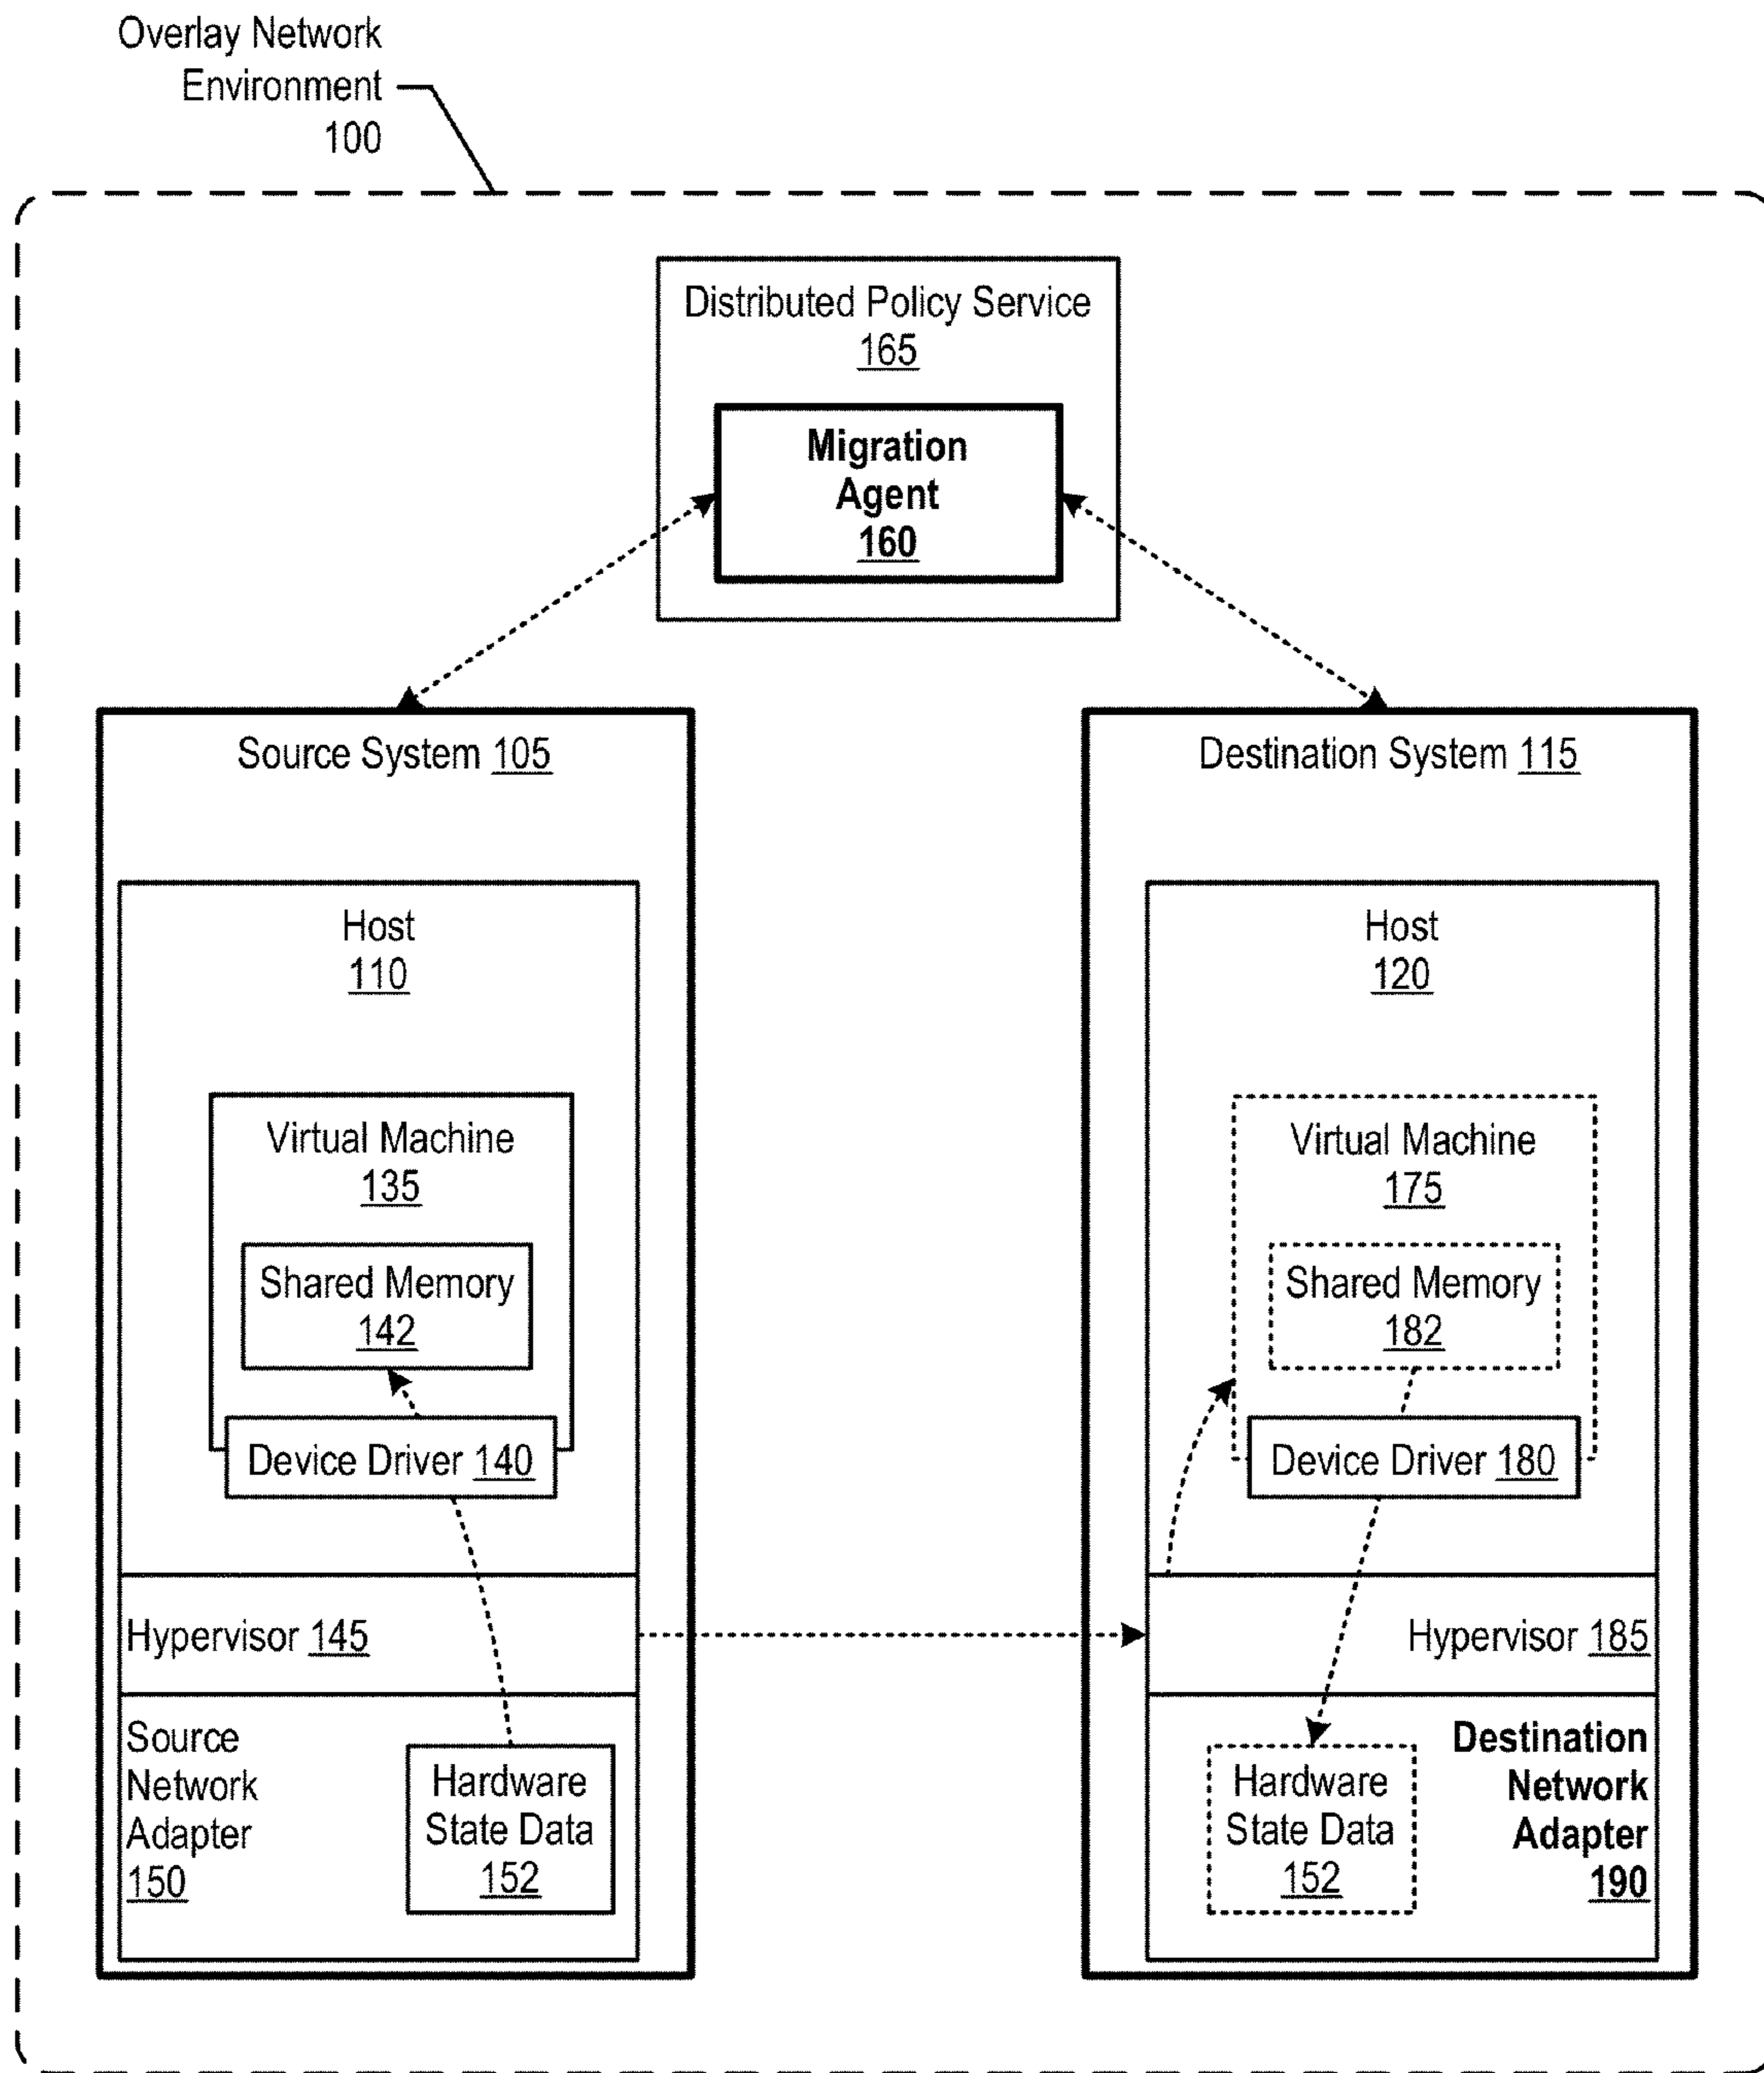 Overlay Network
Environment
100
Distributed Policy Service
165
Migration
Agent
160
Source System 105
Host
110
Virtual Machine
135
Shared Memory
142
Device Driver 140
Hypervisor 145
Source
Network
Adapter
150
Hardware
State Data
152
Destination System 115
Host
120
Virtual Machine
175
Shared Memory
182
Device Driver 180
Hypervisor 185
Hardware
State Data
152
Destination
Network
Adapter
190